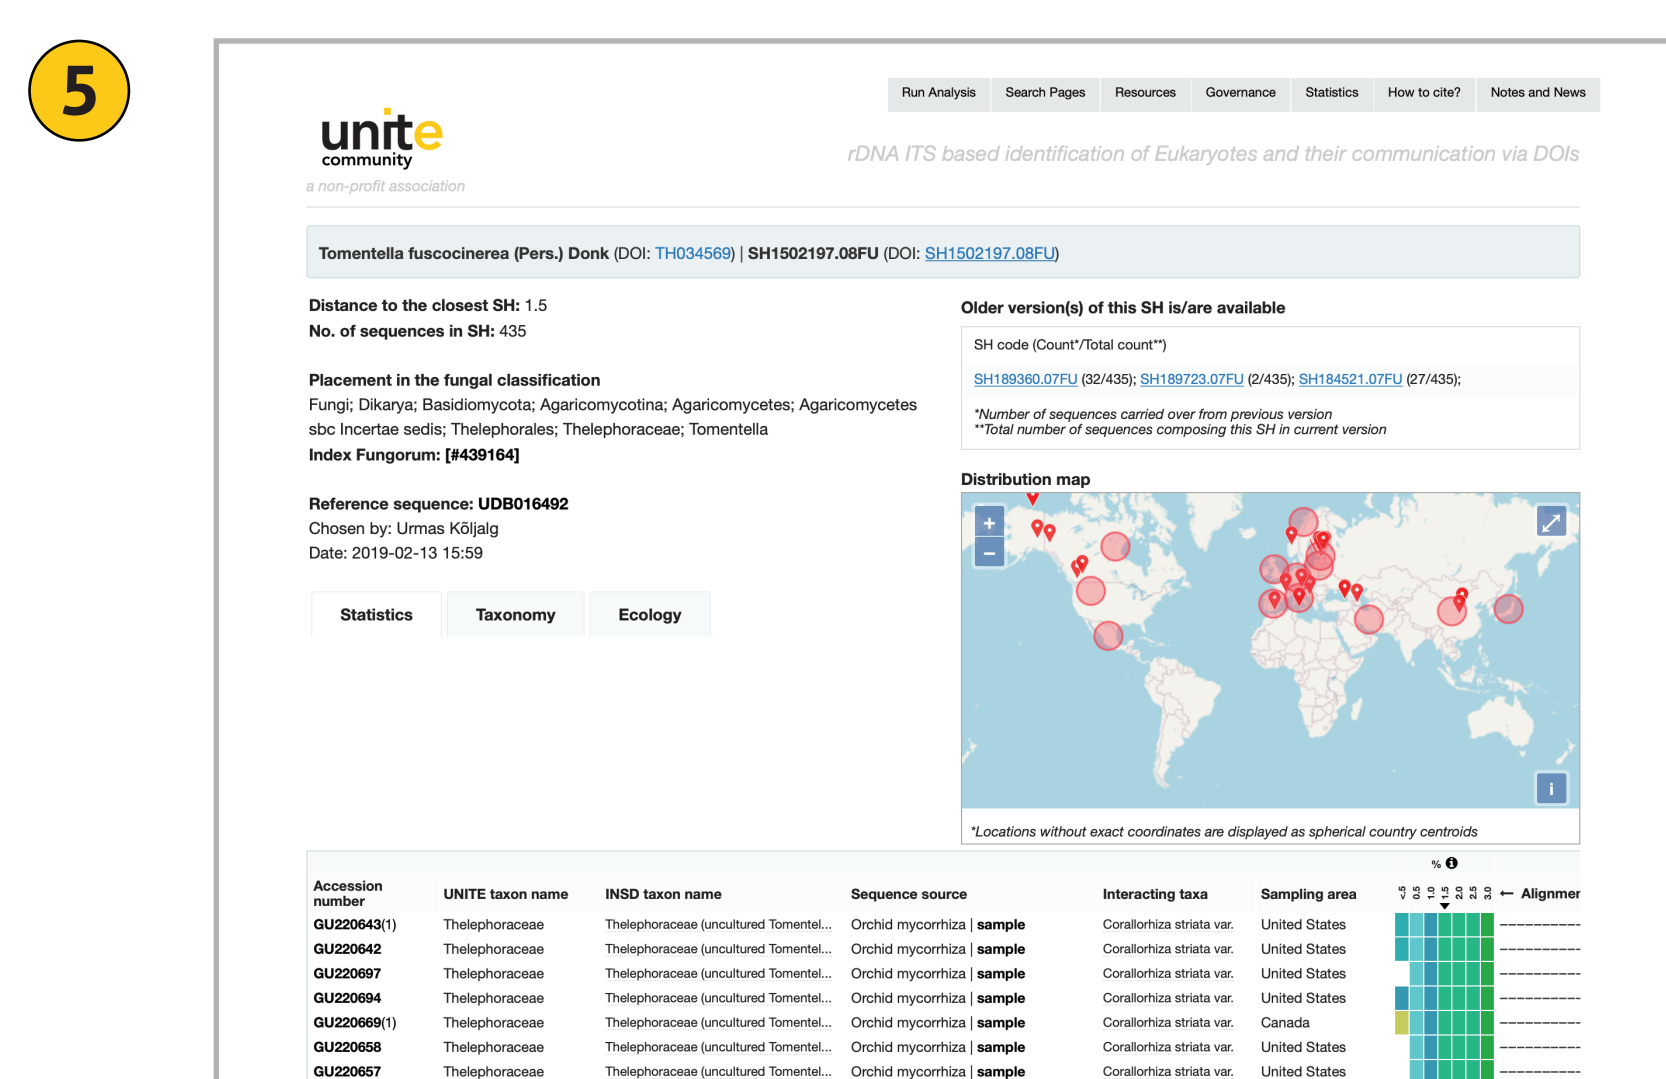 5
Run Analysis Search Pages Resources Governance Statistics How to cite? Notes and News
unite
community
a non-profit association
rDNA ITS based identification of Eukaryotes and their communication via DOIs
Tomentella fuscocinerea (Pers.) Donk (DOI: TH034569) | SH1502197.08FU (DOI: SH1502197.08FU)
Distance to the closest SH: 1.5
No. of sequences in SH: 435
Placement in the fungal classification
Fungi; Dikarya; Basidiomycota; Agaricomycotina; Agaricomycetes; Agaricomycetes
sbc Incertae sedis; Thelephorales; Thelephoraceae; Tomentella
Index Fungorum: [#439164]
Reference sequence: UDB016492
Chosen by: Urmas Kõljalg
Date: 2019-02-13 15:59
Statistics Taxonomy Ecology
Older version(s) of this SH is/are available
SH code (Count*/Total count**)
SH189360.07FU (32/435); SH189723.07FU (2/435); SH184521.07FU (27/435);
*Number of sequences carried over from previous version
**Total number of sequences composing this SH in current version
Distribution map
+
−
i
*Locations without exact coordinates are displayed as spherical country centroids
% i
Accession number UNITE taxon name INSD taxon name Sequence source Interacting taxa Sampling area <.5 0.5 1.0 1.5 2.0 2.5 3.0 ← Alignmer
GU220643(1) Thelephoraceae Thelephoraceae (uncultured Tomentel... Orchid mycorrhiza | sample Corallorhiza striata var. United States ----------
GU220642 Thelephoraceae Thelephoraceae (uncultured Tomentel... Orchid mycorrhiza | sample Corallorhiza striata var. United States ----------
GU220697 Thelephoraceae Thelephoraceae (uncultured Tomentel... Orchid mycorrhiza | sample Corallorhiza striata var. United States ----------
GU220694 Thelephoraceae Thelephoraceae (uncultured Tomentel... Orchid mycorrhiza | sample Corallorhiza striata var. United States ----------
GU220669(1) Thelephoraceae Thelephoraceae (uncultured Tomentel... Orchid mycorrhiza | sample Corallorhiza striata var. Canada ----------
GU220658 Thelephoraceae Thelephoraceae (uncultured Tomentel... Orchid mycorrhiza | sample Corallorhiza striata var. United States ----------
GU220657 Thelephoraceae Thelephoraceae (uncultured Tomentel... Orchid mycorrhiza | sample Corallorhiza striata var. United States ----------